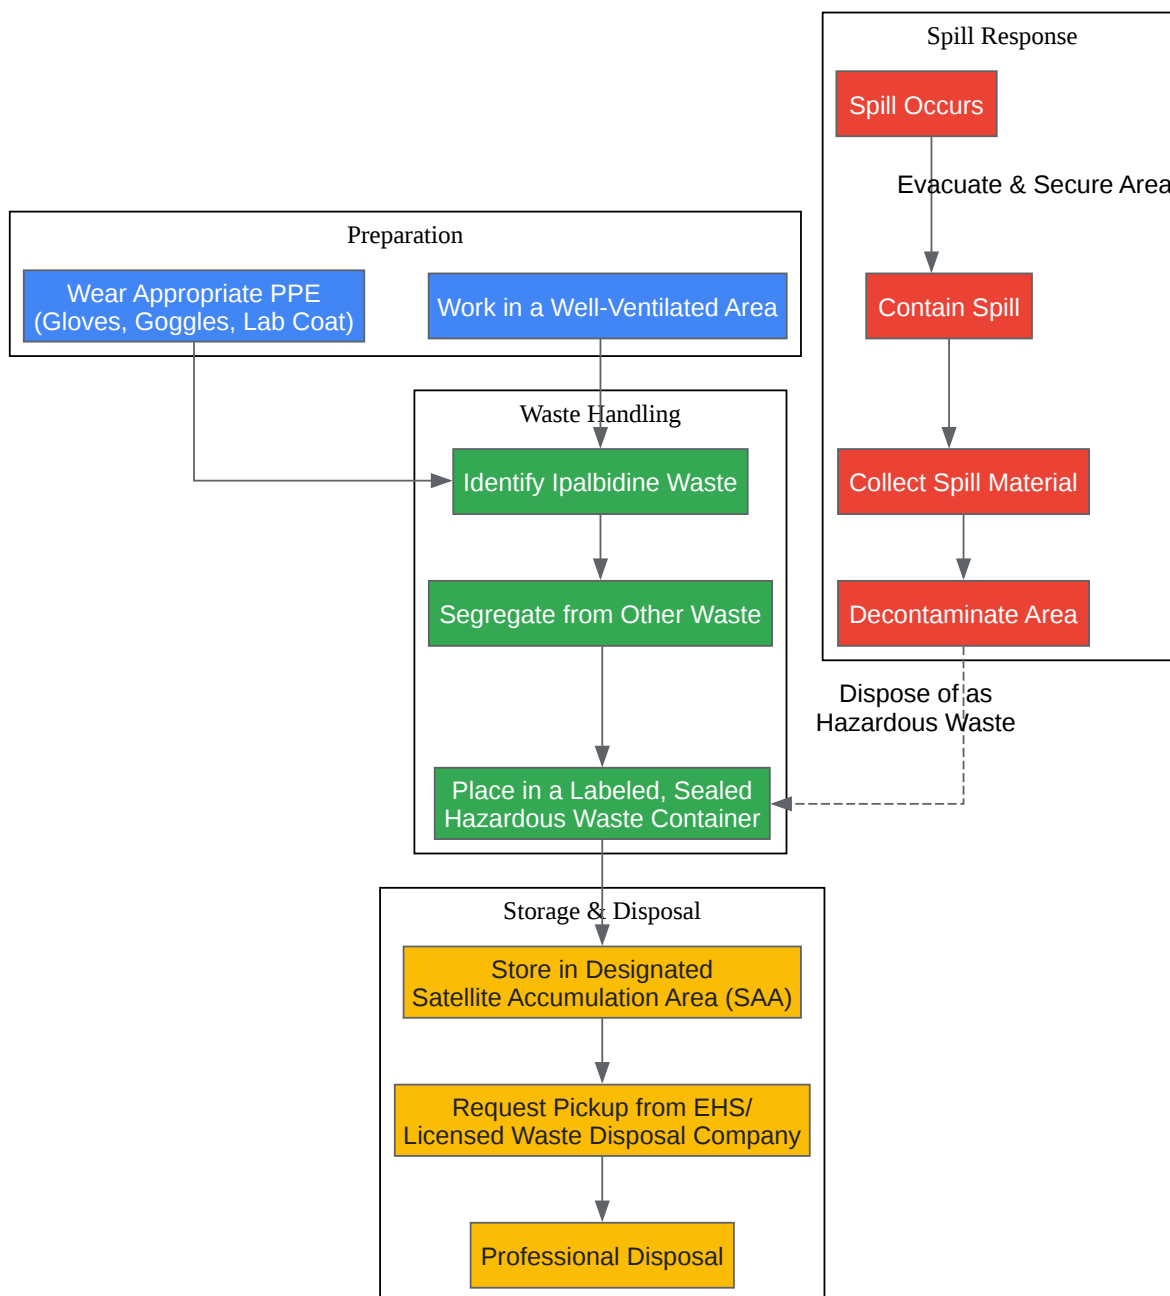 Spill Response
Spill Occurs
Evacuate & Secure Area
Contain Spill
Collect Spill Material
Decontaminate Area
Dispose of as
Hazardous Waste
Preparation
Wear Appropriate PPE
(Gloves, Goggles, Lab Coat)
Work in a Well-Ventilated Area
Waste Handling
Identify Ipalbidine Waste
Segregate from Other Waste
Place in a Labeled, Sealed
Hazardous Waste Container
Storage & Disposal
Store in Designated
Satellite Accumulation Area (SAA)
Request Pickup from EHS/
Licensed Waste Disposal Company
Professional Disposal